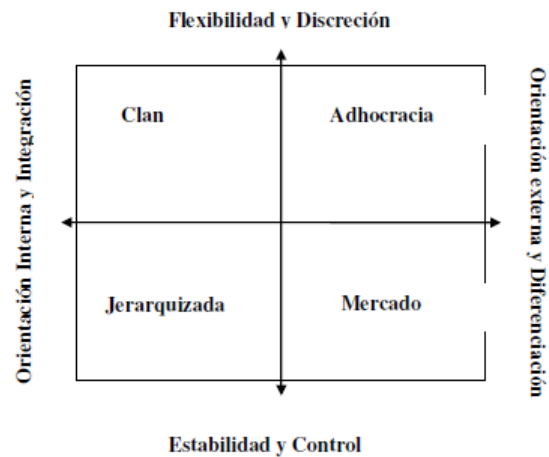 Flexibilidad y Discreción
Orientación Interna y Integración
Clan
Adhocracia
Orientación externa y Diferenciación
Jerarquizada
Mercado
Estabilidad y Control